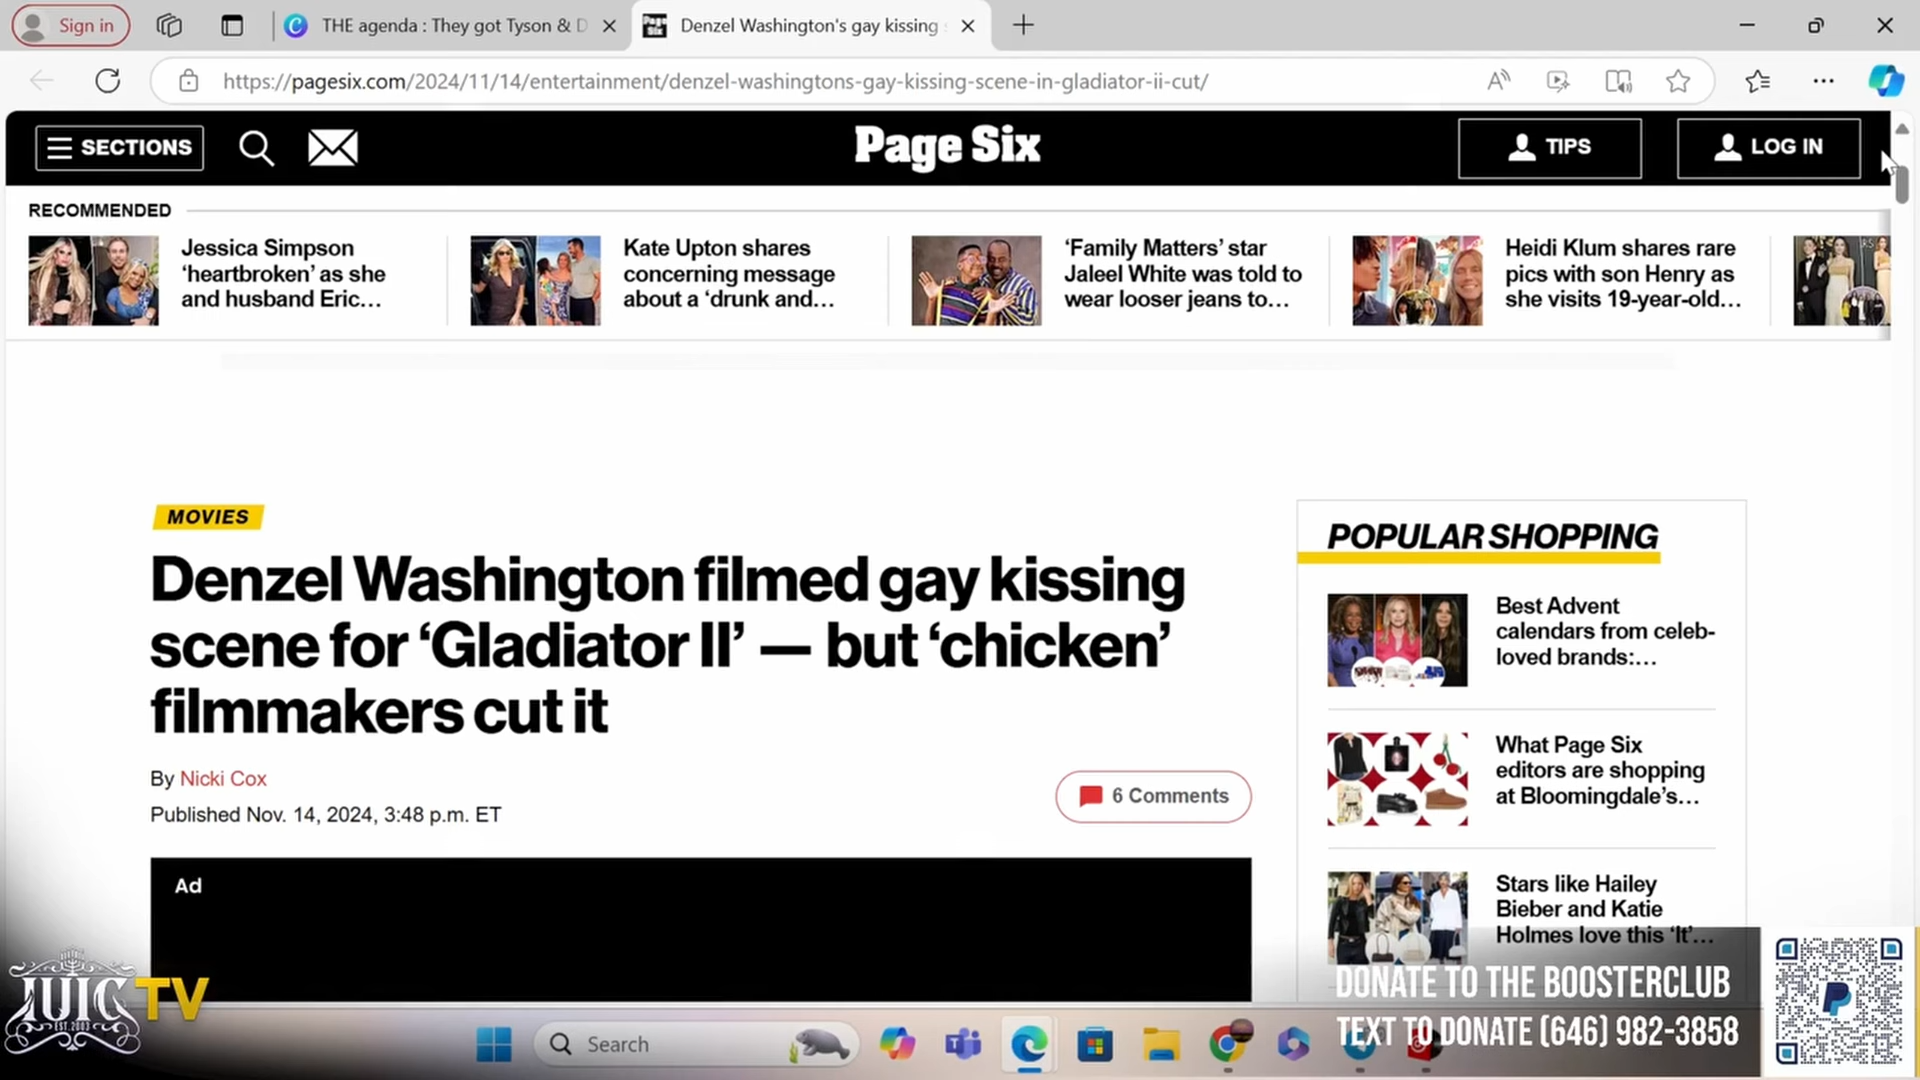 Sign in
THE agenda : They got Tyson & D
Denzel Washington's gay kissing
https://pagesix.com/2024/11/14/entertainment/denzel-washingtons-gay-kissing-scene-in-gladiator-ii-cut/
SECTIONS
Page Six
TIPS
LOG IN
RECOMMENDED
Jessica Simpson
‘heartbroken’ as she
and husband Eric...
Kate Upton shares
concerning message
about a ‘drunk and...
‘Family Matters’ star
Jaleel White was told to
wear looser jeans to...
Heidi Klum shares rare
pics with son Henry as
she visits 19-year-old...
MOVIES
Denzel Washington filmed gay kissing
scene for ‘Gladiator II’ — but ‘chicken’
filmmakers cut it
By Nicki Cox
Published Nov. 14, 2024, 3:48 p.m. ET
6 Comments
Ad
POPULAR SHOPPING
Best Advent
calendars from celeb-
loved brands:...
What Page Six
editors are shopping
at Bloomingdale’s...
Stars like Hailey
Bieber and Katie
Holmes love this ‘It’...
IUIC TV
EST. 2003
DONATE TO THE BOOSTERCLUB
TEXT TO DONATE (646) 982-3858
Search